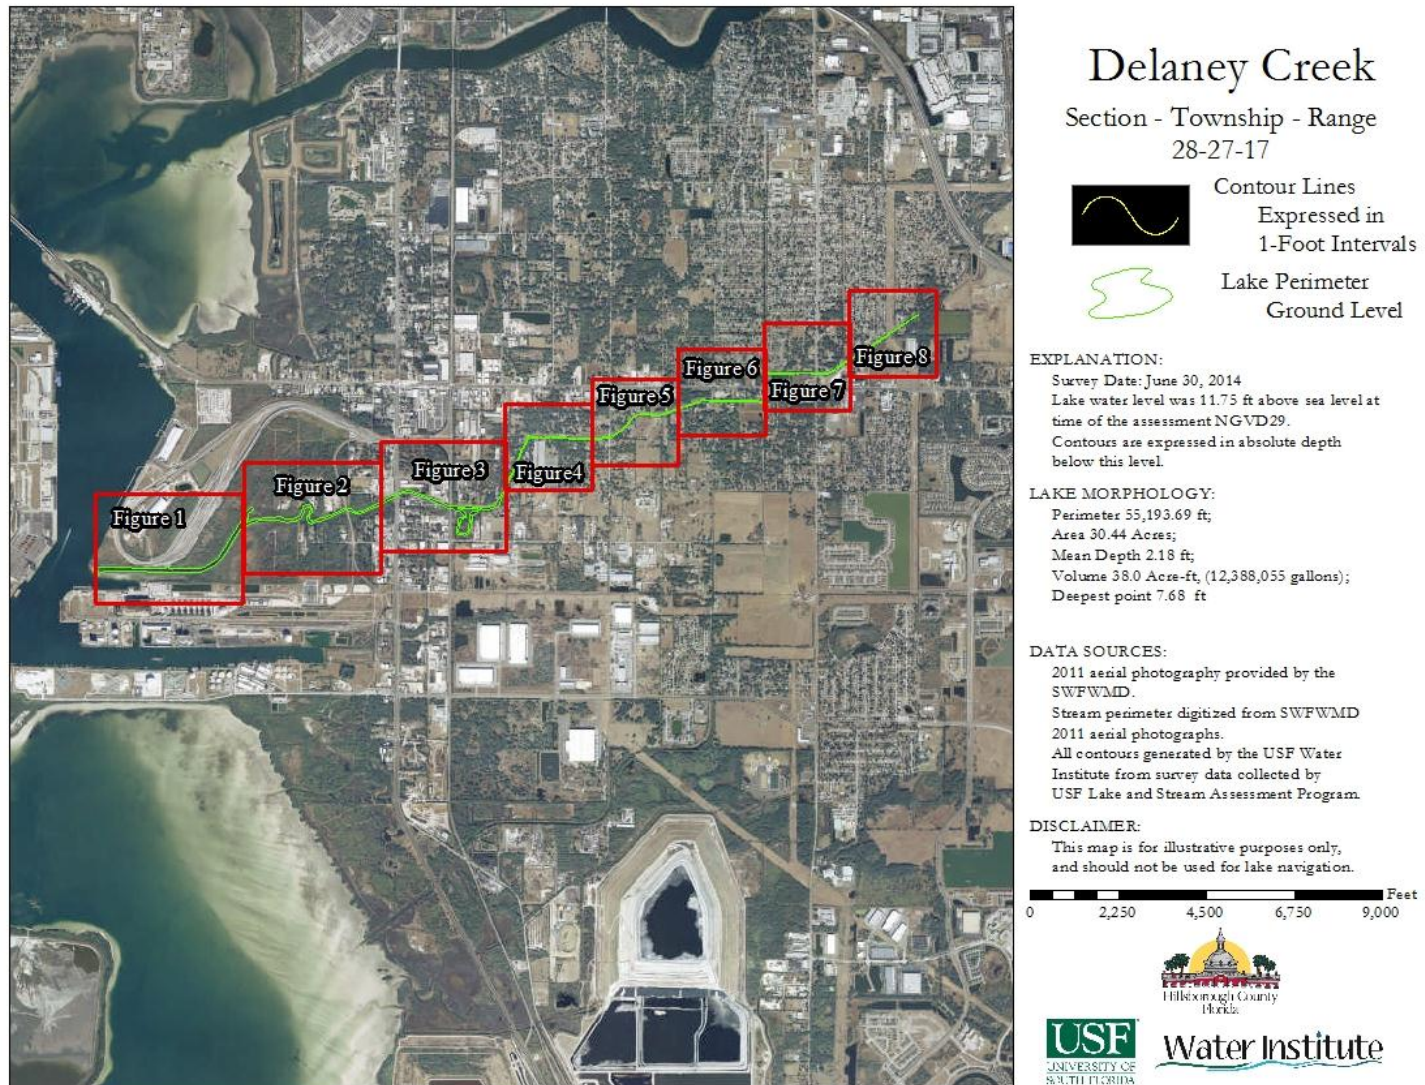 Delaney Creek
Section - Township - Range
28-27-17
Contour Lines
Expressed in
1-Foot Intervals
Lake Perimeter
Ground Level
EXPLANATION:
Survey Date: June 30, 2014
Lake water level was 11.75 ft above sea level at
time of the assessment NGVD29.
Contours are expressed in absolute depth
below this level.
LAKE MORPHOLOGY:
Perimeter 55,193.69 ft;
Area 30.44 Acres;
Mean Depth 2.18 ft;
Volume 38.0 Acre-ft, (12,388,055 gallons);
Deepest point 7.68 ft
DATA SOURCES:
2011 aerial photography provided by the
SWFWMD.
Stream perimeter digitized from SWFWMD
2011 aerial photographs.
All contours generated by the USF Water
Institute from survey data collected by
USF Lake and Stream Assessment Program.
DISCLAIMER:
This map is for illustrative purposes only,
and should not be used for lake navigation.
Feet
0 2,250 4,500 6,750 9,000
Hillsborough County
Florida
USF
UNIVERSITY OF
SOUTH FLORIDA
Water Institute
Figure 1
Figure 2
Figure 3
Figure4
Figure 5
Figure 6
Figure 7
Figure 8